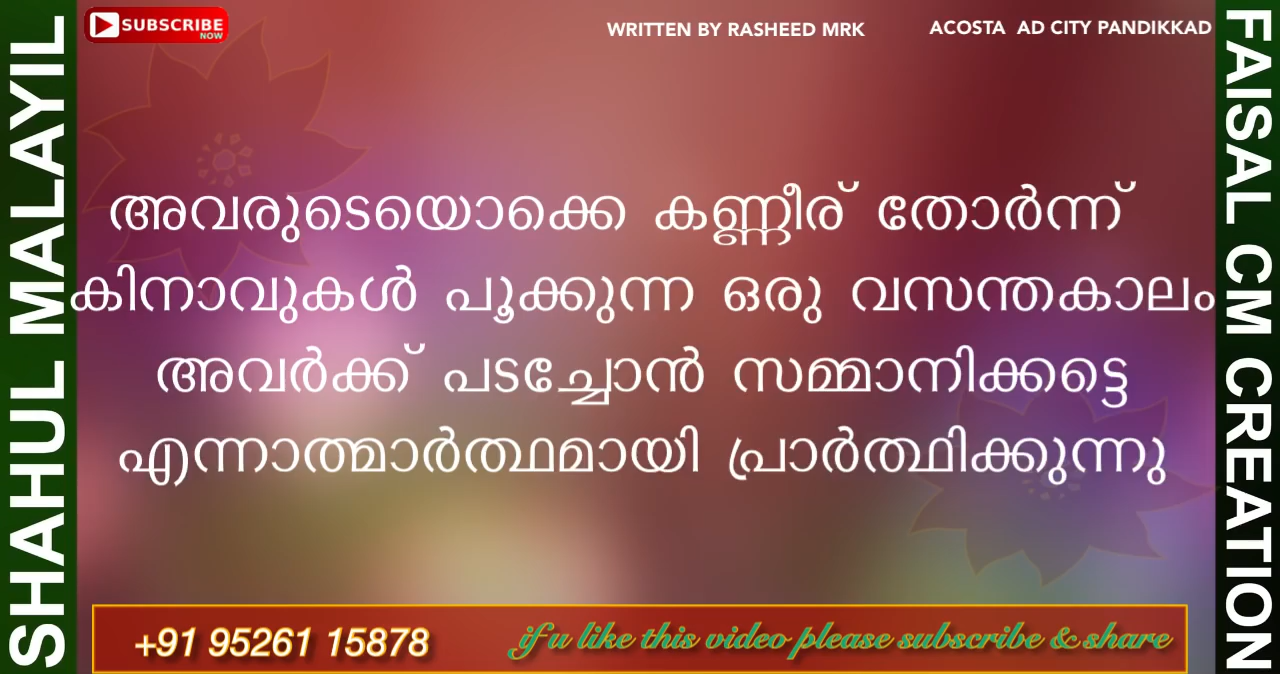 SUBSCRIBE
NOW
WRITTEN BY RASHEED MRK
ACOSTA AD CITY PANDIKKAD
SHAHUL MALAYIL
അവരുടെയൊക്കെ കണ്ണീര് തോർന്ന്
കിനാവുകൾ പൂക്കുന്ന ഒരു വസന്തകാലം
അവർക്ക് പടച്ചോൻ സമ്മാനിക്കട്ടെ
എന്നാത്മാർത്ഥമായി പ്രാർത്ഥിക്കുന്നു
FAISAL CM CREATION
+91 95261 15878
if u like this video please subscribe & share